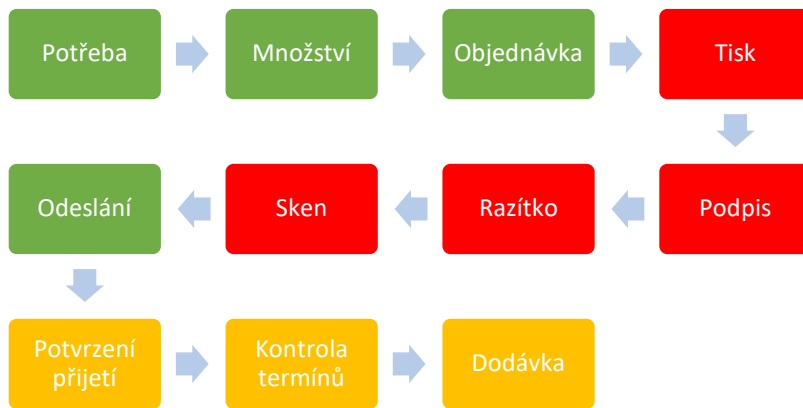 Potřeba
Množství
Objednávka
Tisk
Podpis
Razítko
Sken
Odeslání
Potvrzení
přijetí
Kontrola
termínů
Dodávka